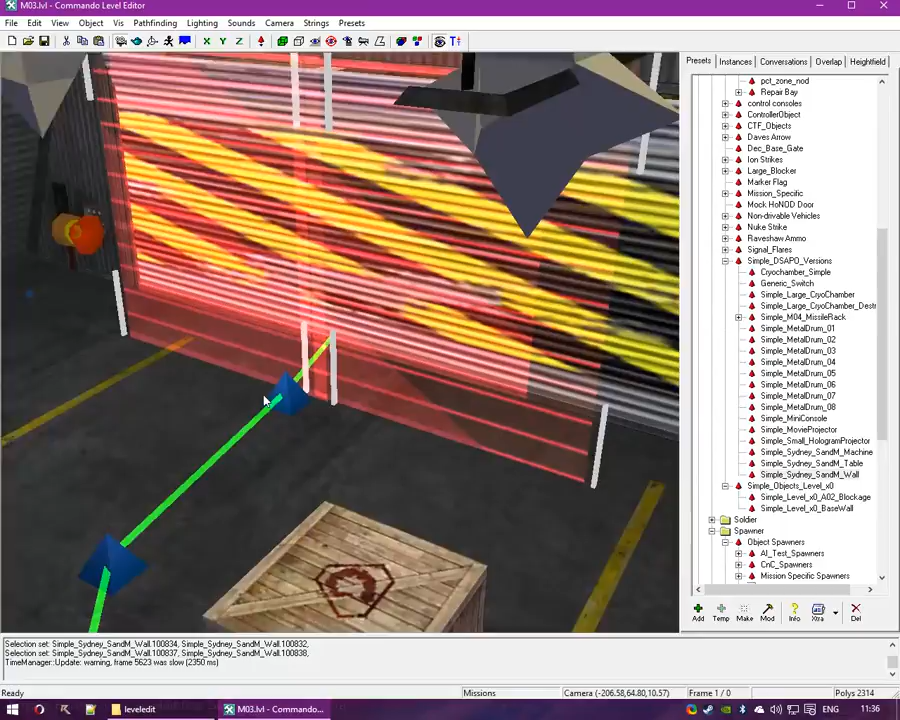 M03.lvl - Commando Level Editor
File Edit View Object Vis Pathfinding Lighting Sounds Camera Strings Presets
X Y Z
Presets Instances Conversations Overlap Heightfield
pct_zone_nod
Repair Bay
control consoles
ControllerObject
CTF_Objects
Daves Arrow
Dec_Base_Gate
Ion Strikes
Large_Blocker
Marker Flag
Mission_Specific
Mock HoNOD Door
Non-drivable Vehicles
Nuke Strike
Raveshaw Ammo
Signal_Flares
Simple_DSAPO_Versions
Cryochamber_Simple
Generic_Switch
Simple_Large_CryoChamber
Simple_Large_CryoChamber_Destr
Simple_M04_MissileRack
Simple_MetalDrum_01
Simple_MetalDrum_02
Simple_MetalDrum_03
Simple_MetalDrum_04
Simple_MetalDrum_05
Simple_MetalDrum_06
Simple_MetalDrum_07
Simple_MetalDrum_08
Simple_MiniConsole
Simple_MovieProjector
Simple_Small_HologramProjector
Simple_Sydney_SandM_Machine
Simple_Sydney_SandM_Table
Simple_Sydney_SandM_Wall
Simple_Objects_Level_x0
Simple_Level_x0_A02_Blockage
Simple_Level_x0_BaseWall
Soldier
Spawner
Object Spawners
AI_Test_Spawners
CnC_Spawners
Mission Specific Spawners
Add Temp Make Mod Info Xtra Del
Selection set: Simple_Sydney_SandM_Wall.100834, Simple_Sydney_SandM_Wall.100832,
Selection set: Simple_Sydney_SandM_Wall.100837, Simple_Sydney_SandM_Wall.100838,
TimeManager::Update: warning, frame 5623 was slow (2350 ms)
Ready Missions Camera (-206.58,64.80,10.57) Frame 1 / 0 Polys 2314
leveledit M03.lvl - Commando... ENG 11:36